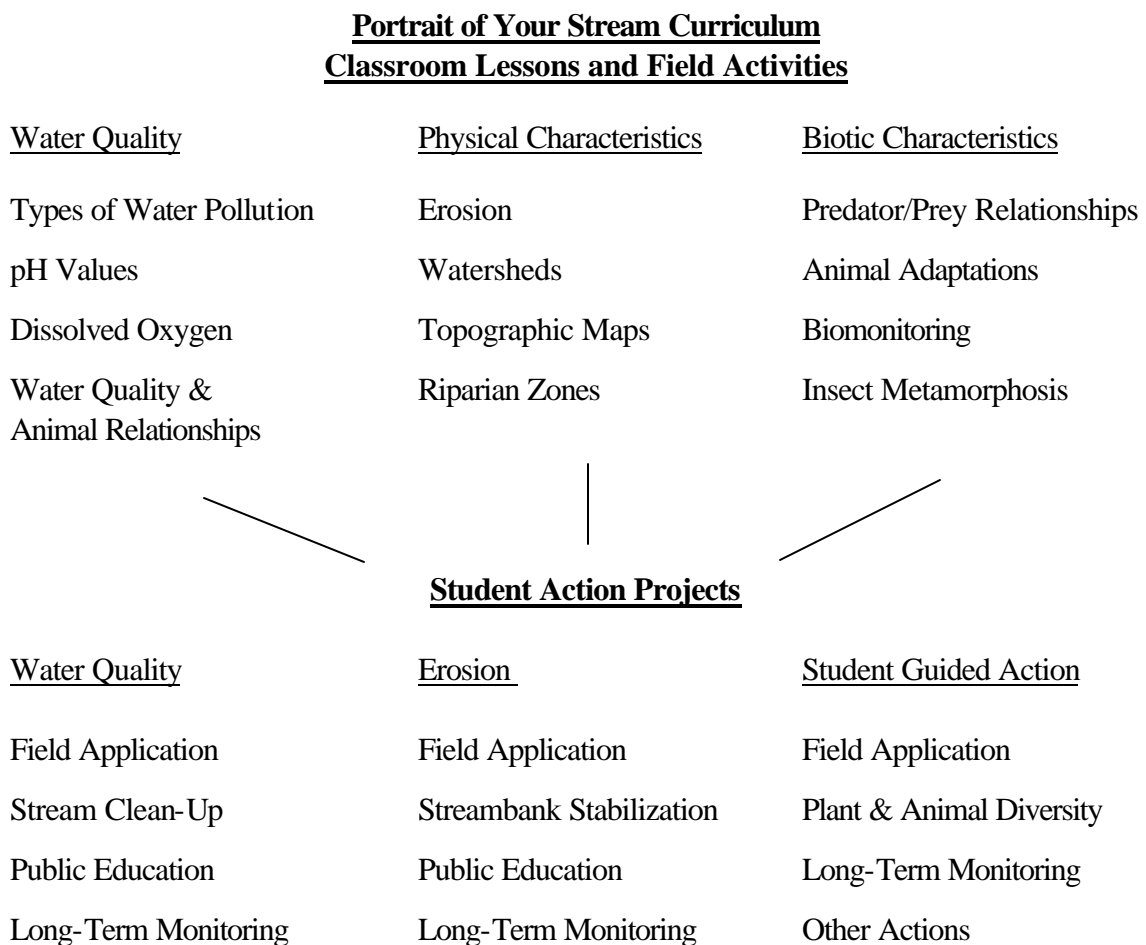 Portrait of Your Stream Curriculum
Classroom Lessons and Field Activities
Water Quality
Types of Water Pollution
pH Values
Dissolved Oxygen
Water Quality &
Animal Relationships
Physical Characteristics
Erosion
Watersheds
Topographic Maps
Riparian Zones
Biotic Characteristics
Predator/Prey Relationships
Animal Adaptations
Biomonitoring
Insect Metamorphosis
Student Action Projects
Water Quality
Field Application
Stream Clean-Up
Public Education
Long-Term Monitoring
Erosion
Field Application
Streambank Stabilization
Public Education
Long-Term Monitoring
Student Guided Action
Field Application
Plant & Animal Diversity
Long-Term Monitoring
Other Actions